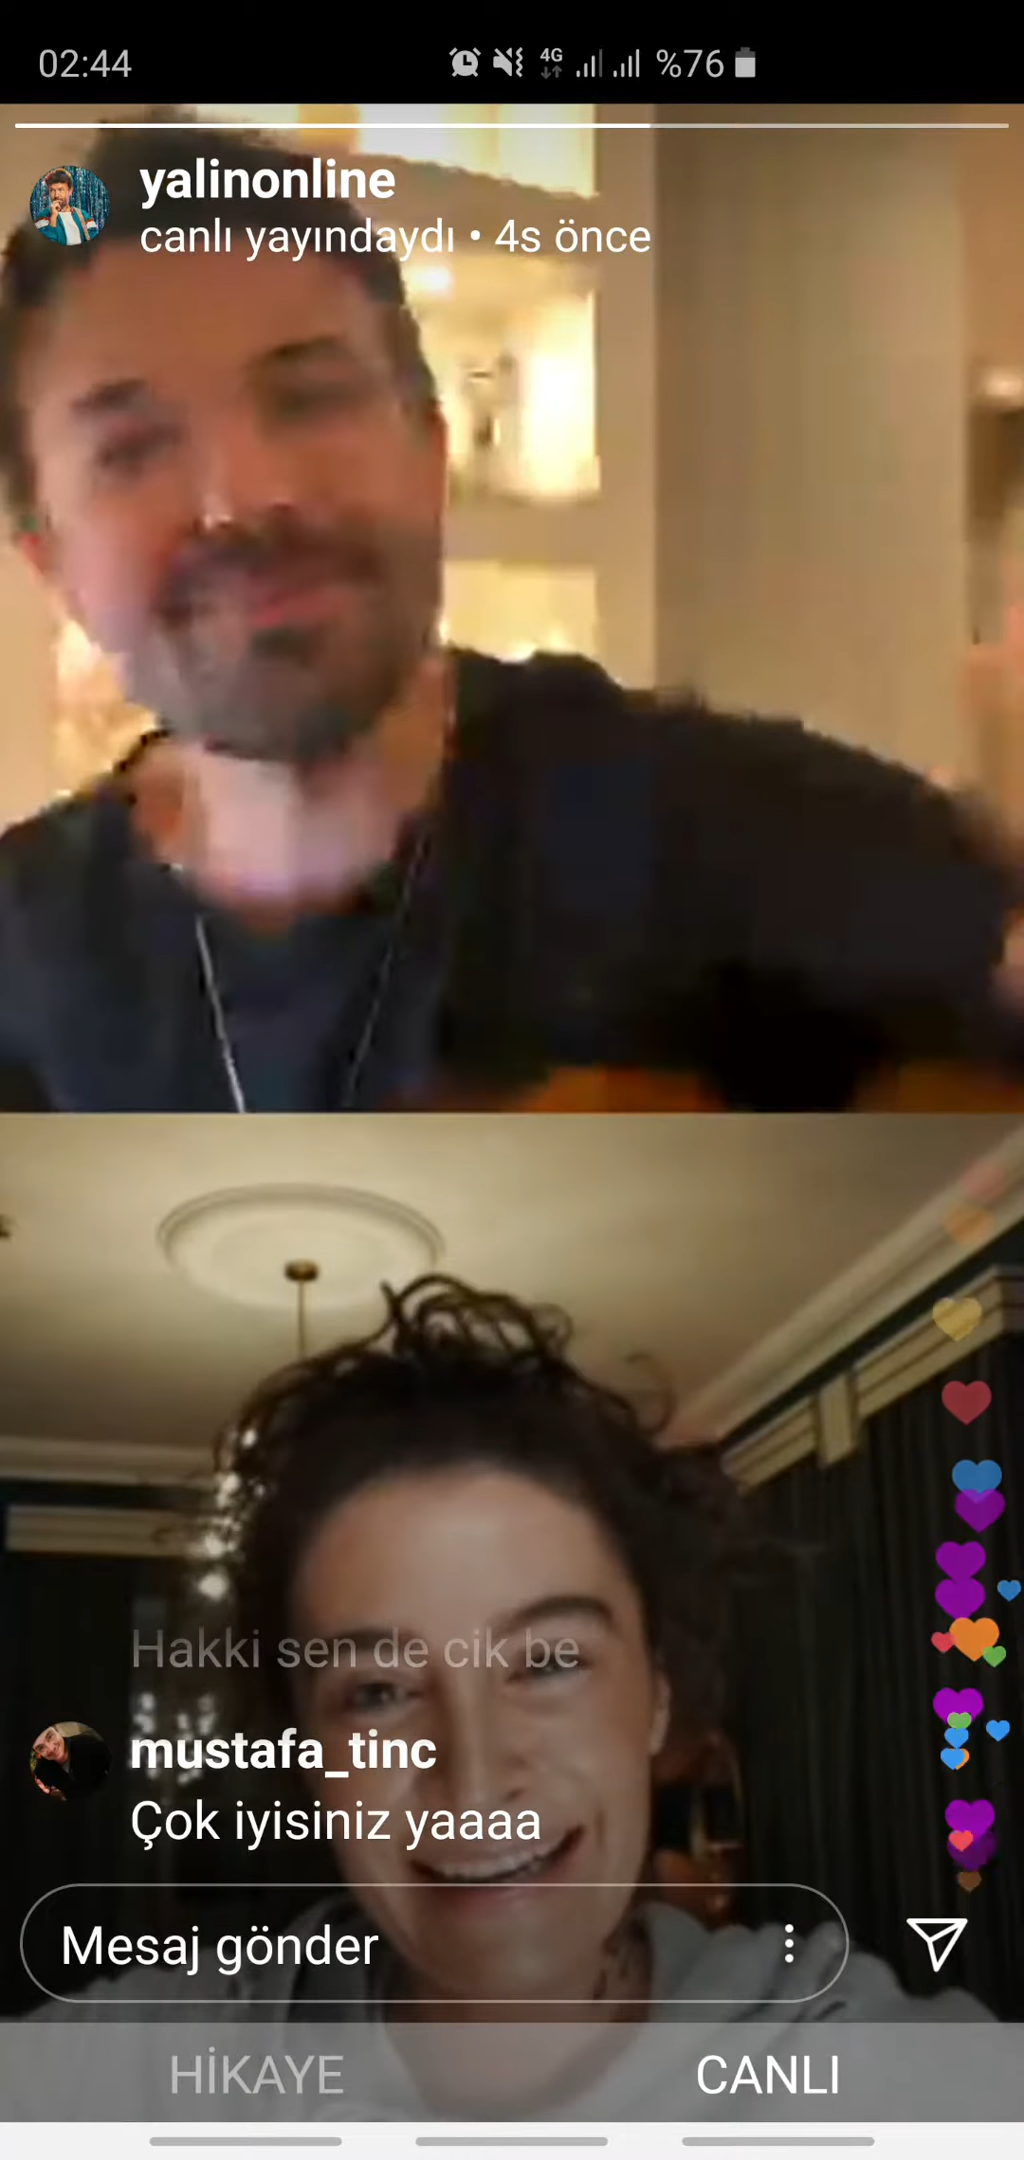 02:44
4G
%76
yalinonline
canlı yayındaydı • 4s önce
Hakki sen de cik be
mustafa_tinc
Çok iyisiniz yaaaa
Mesaj gönder
HİKAYE
CANLI